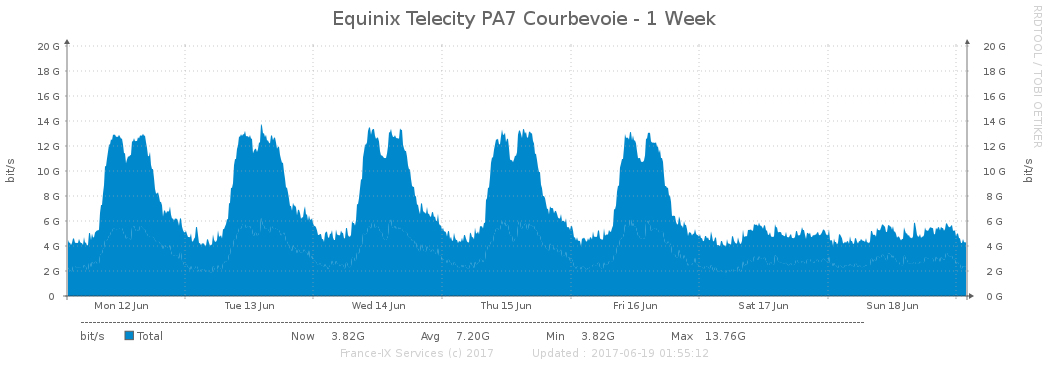 Equinix Telecity PA7 Courbevoie - 1 Week
RRDTOOL / TOBI OETIKER
20 G 20 G
18 G 18 G
16 G 16 G
14 G 14 G
12 G 12 G
10 G 10 G
8 G 8 G
6 G 6 G
4 G 4 G
2 G 2 G
0 0 G
bit/s
bit/s
Mon 12 Jun Tue 13 Jun Wed 14 Jun Thu 15 Jun Fri 16 Jun Sat 17 Jun Sun 18 Jun
bit/s Total Now 3.82G Avg 7.20G Min 3.82G Max 13.76G
France-IX Services (c) 2017 Updated : 2017-06-19 01:55:12